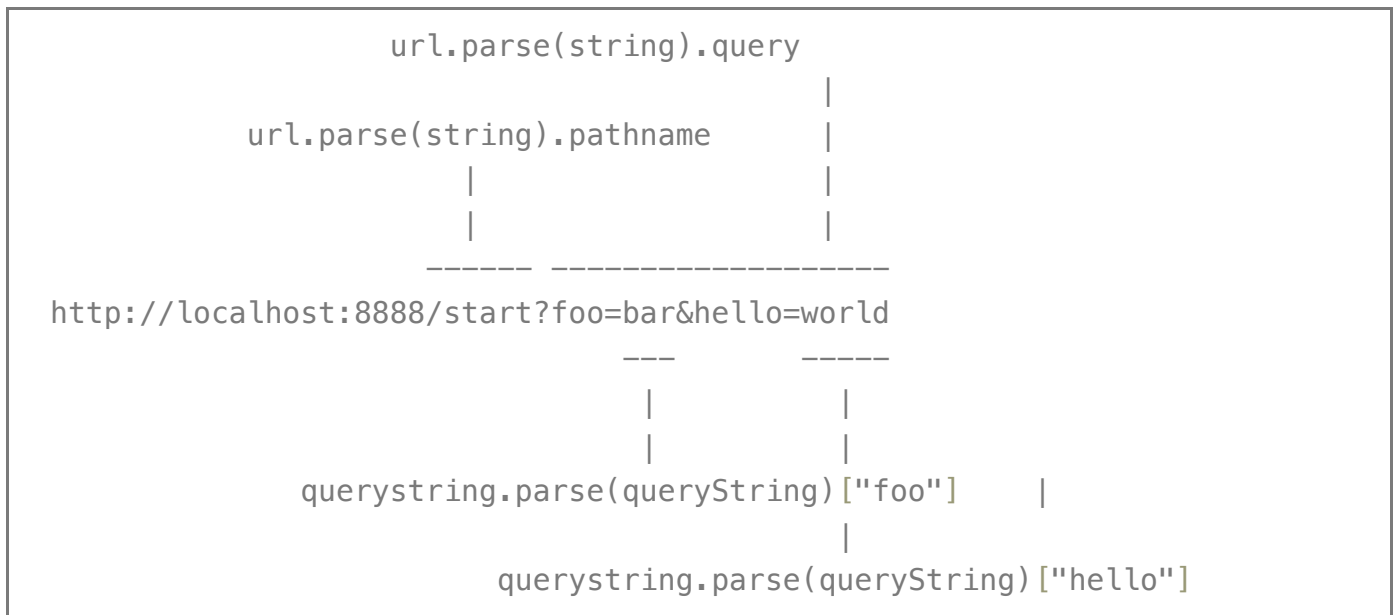 url.parse(string).query
|
url.parse(string).pathname |
| |
| |
------ -------------------
http://localhost:8888/start?foo=bar&hello=world
--- -----
| |
| |
querystring.parse(queryString)["foo"] |
|
querystring.parse(queryString)["hello"]